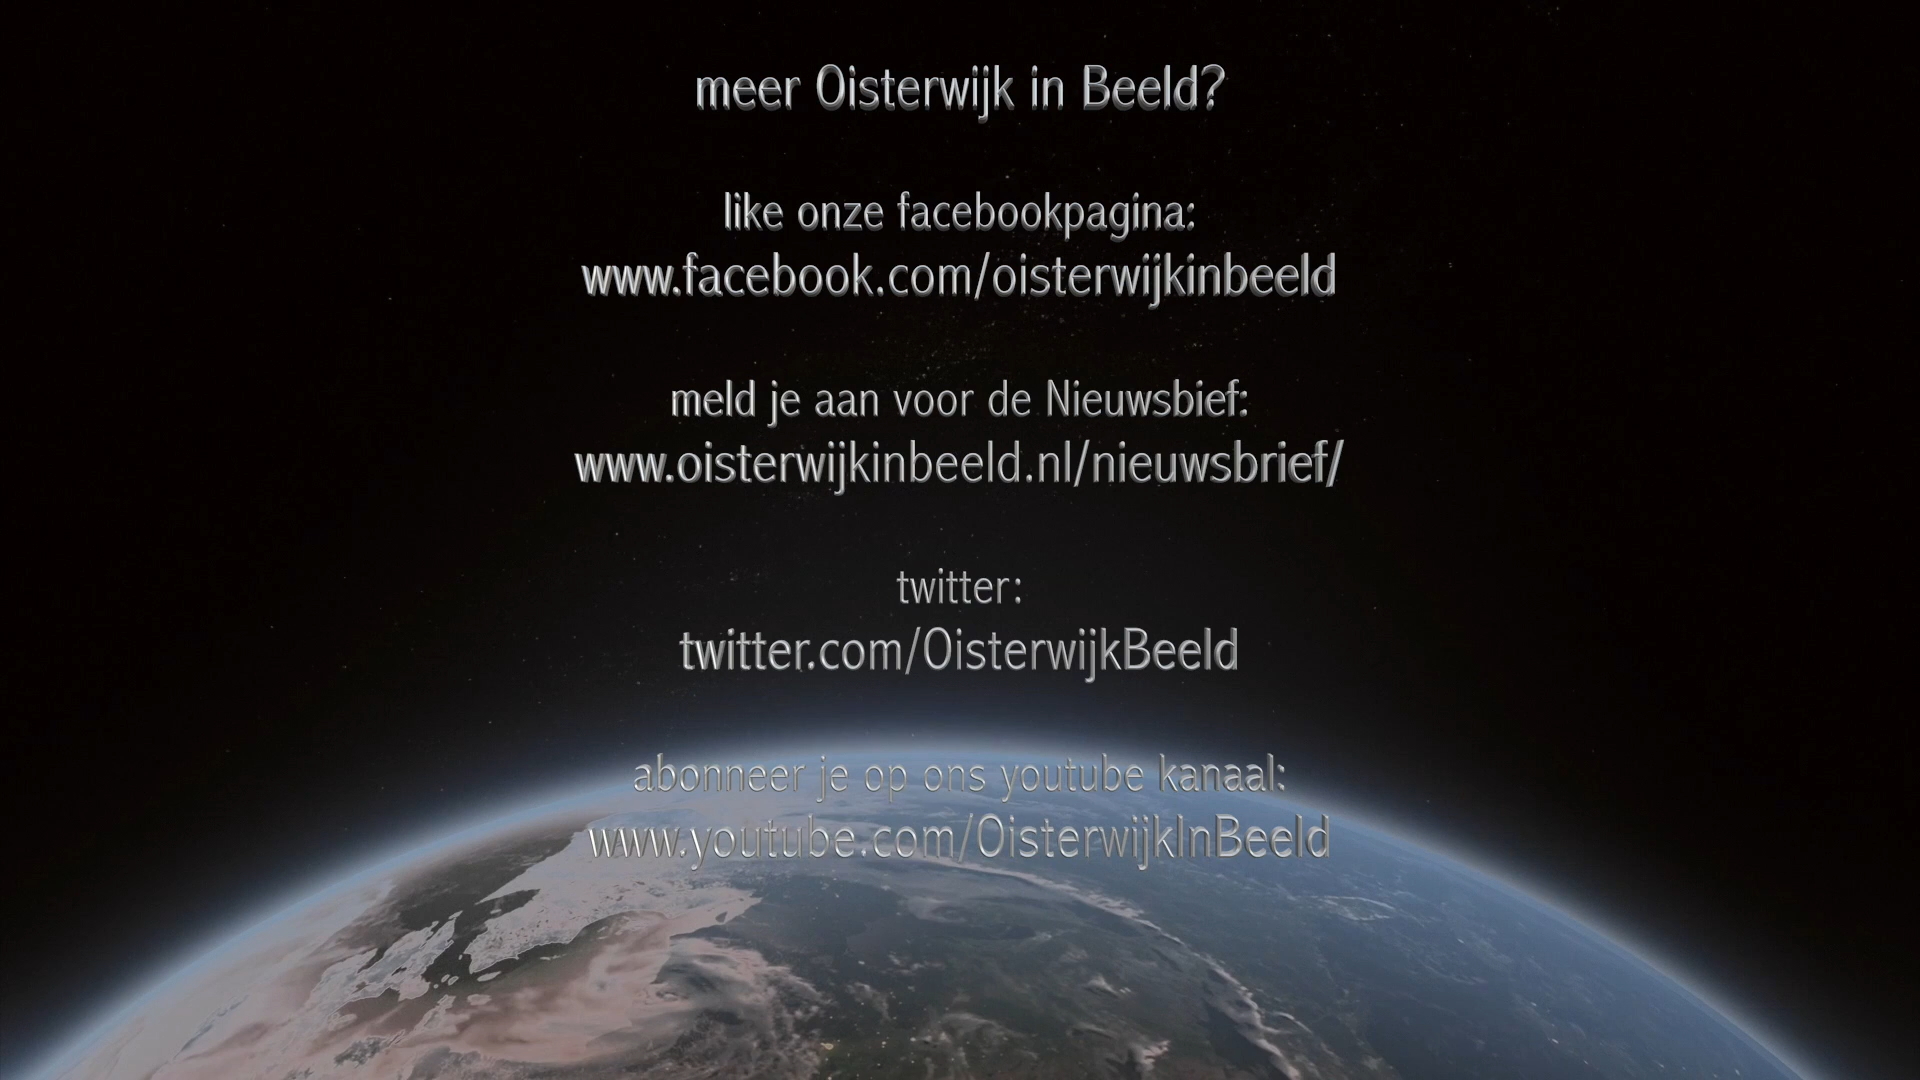 meer Oisterwijk in Beeld?
like onze facebookpagina:
www.facebook.com/oisterwijkinbeeld
meld je aan voor de Nieuwsbief:
www.oisterwijkinbeeld.nl/nieuwsbrief/
twitter:
twitter.com/OisterwijkBeeld
abonneer je op ons youtube kanaal:
www.youtube.com/OisterwijkInBeeld